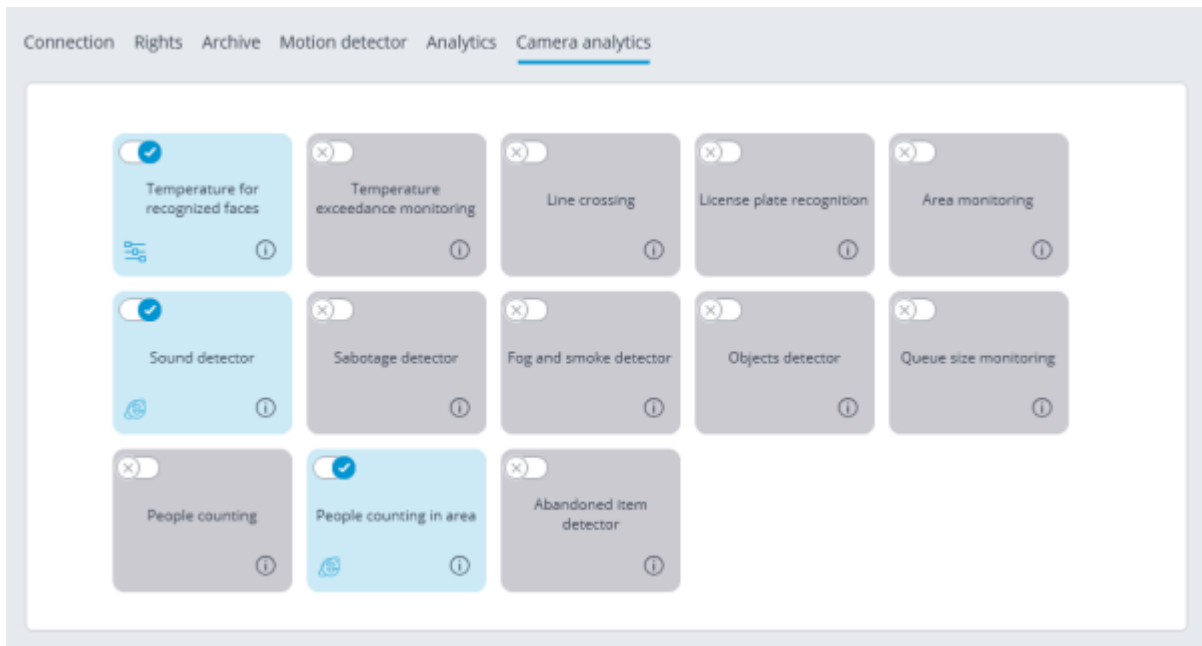 Connection Rights Archive Motion detector Analytics Camera analytics
Temperature for
recognized faces
Temperature
exceedance monitoring
Line crossing
License plate recognition
Area monitoring
Sound detector
Sabotage detector
Fog and smoke detector
Objects detector
Queue size monitoring
People counting
People counting in area
Abandoned item
detector